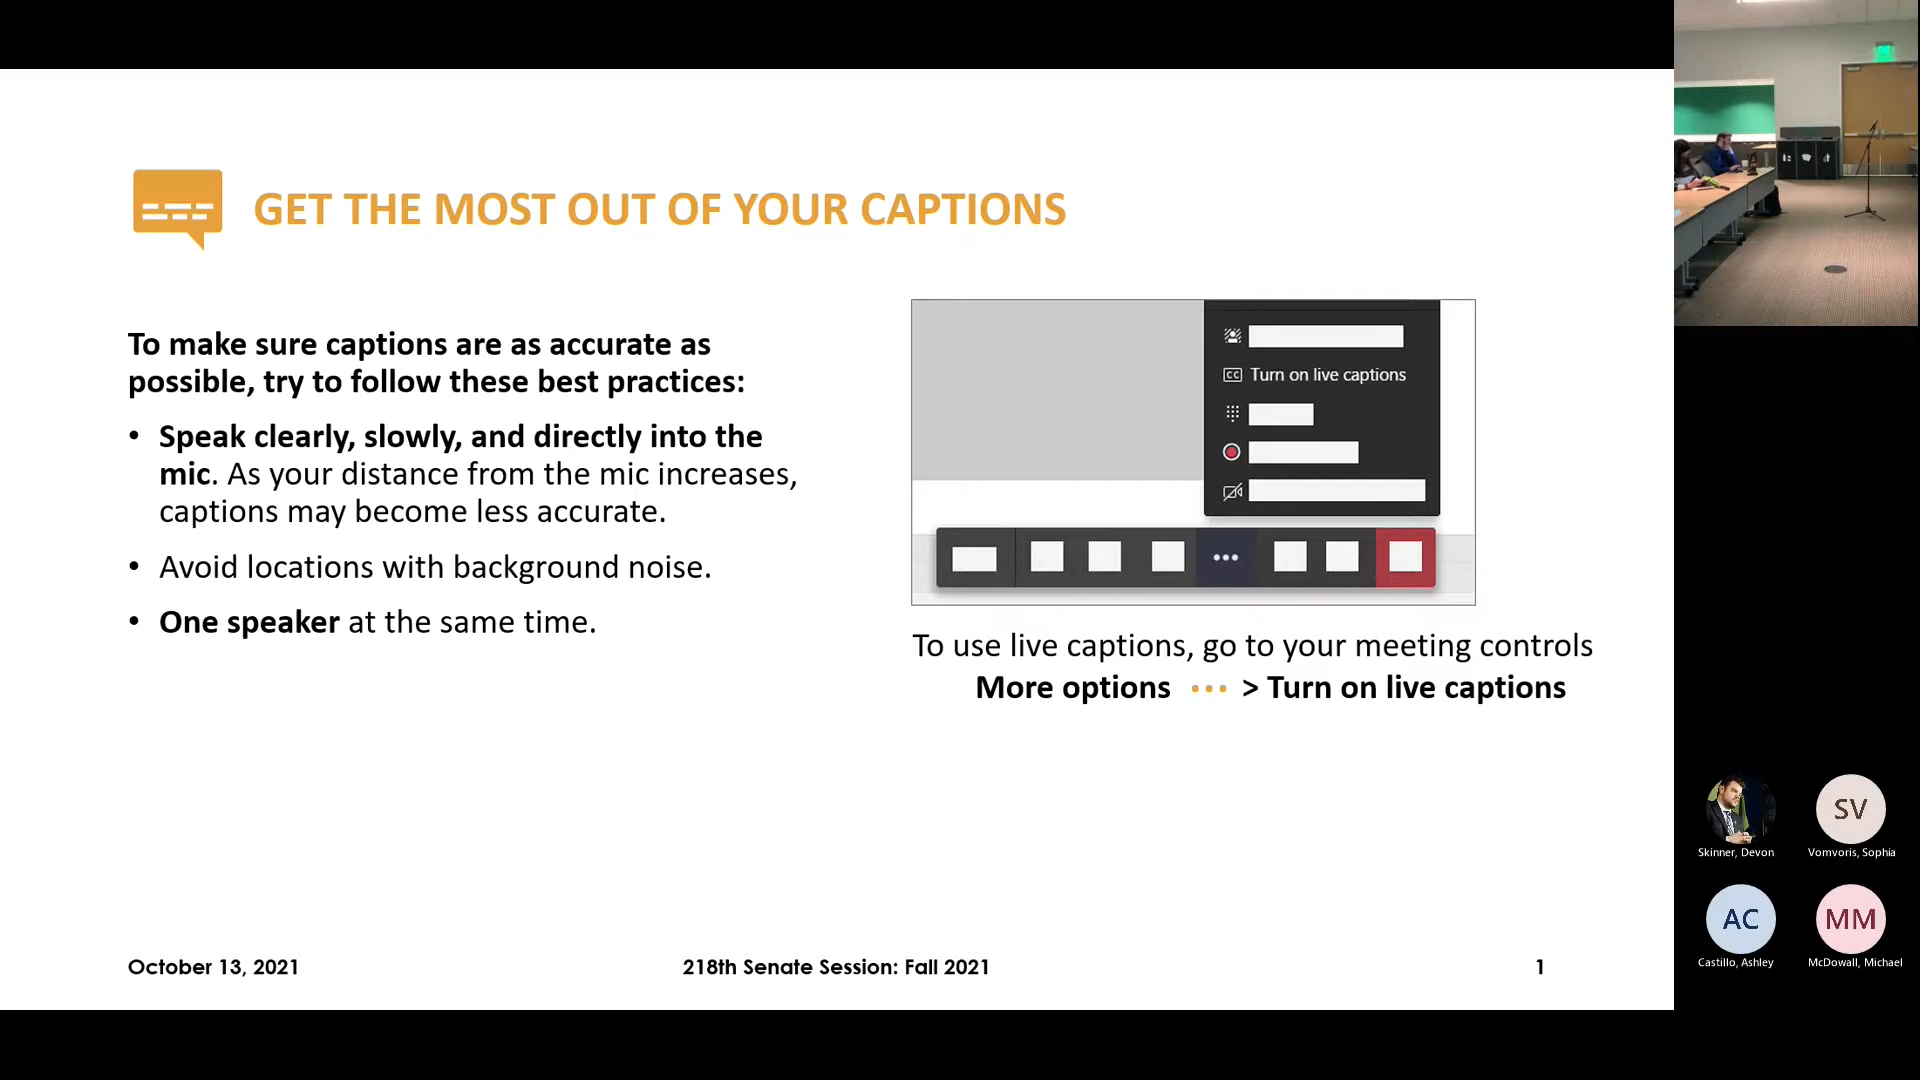 GET THE MOST OUT OF YOUR CAPTIONS
To make sure captions are as accurate as
possible, try to follow these best practices:
• Speak clearly, slowly, and directly into the
mic. As your distance from the mic increases,
captions may become less accurate.
• Avoid locations with background noise.
• One speaker at the same time.
CC Turn on live captions
To use live captions, go to your meeting controls
More options ··· > Turn on live captions
October 13, 2021
218th Senate Session: Fall 2021
1
Skinner, Devon
SV
Vomvoris, Sophia
AC
Castillo, Ashley
MM
McDowall, Michael